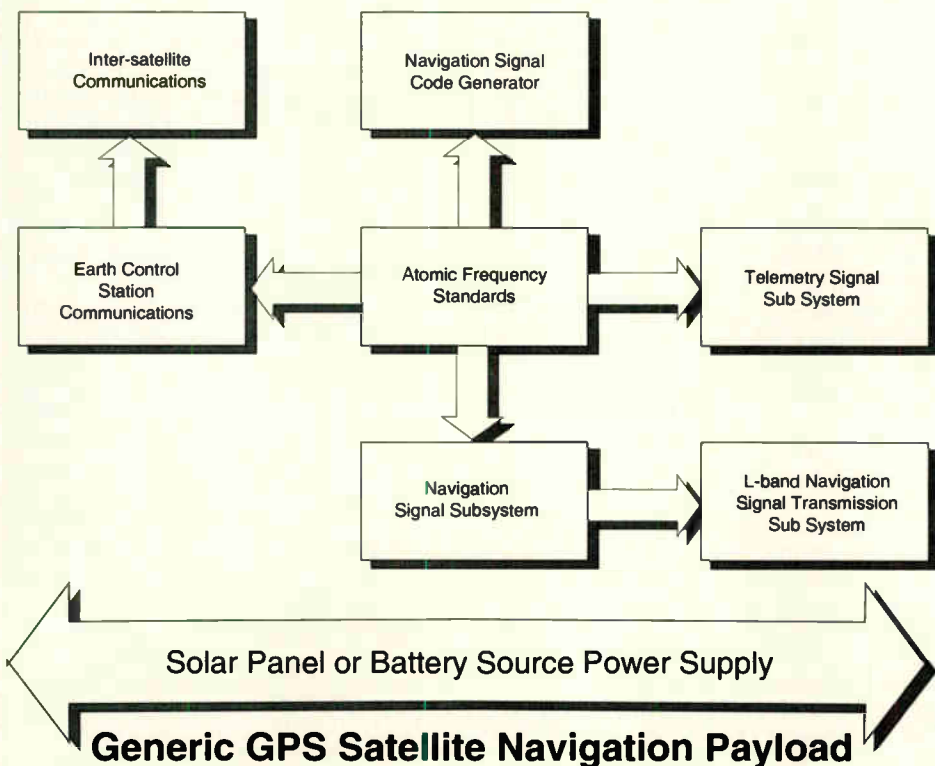 Inter-satellite
Communications
Navigation Signal
Code Generator
Earth Control
Station
Communications
Atomic Frequency
Standards
Telemetry Signal
Sub System
Navigation
Signal Subsystem
L-band Navigation
Signal Transmission
Sub System
Solar Panel or Battery Source Power Supply
Generic GPS Satellite Navigation Payload